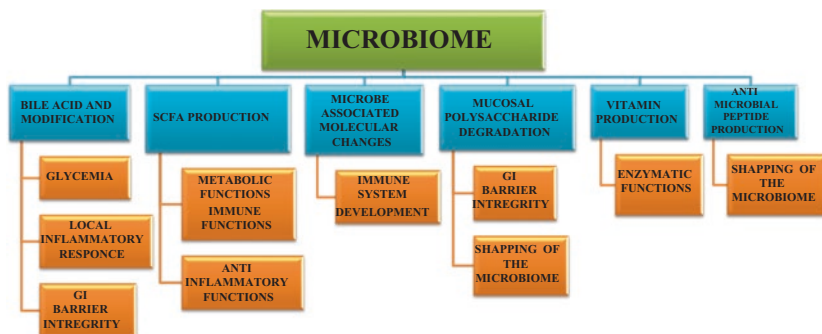 MICROBIOME
BILE ACID AND
MODIFICATION
GLYCEMIA
LOCAL
INFLAMMATORY
RESPONCE
GI
BARRIER
INTREGRITY
SCFA PRODUCTION
METABOLIC
FUNCTIONS
IMMUNE
FUNCTIONS
ANTI
INFLAMMATORY
FUNCTIONS
MICROBE
ASSOCIATED
MOLECULAR
CHANGES
IMMUNE
SYSTEM
DEVELOPMENT
MUCOSAL
POLYSACCHARIDE
DEGRADATION
GI
BARRIER
INTREGRITY
SHAPPING OF
THE
MICROBIOME
VITAMIN
PRODUCTION
ENZYMATIC
FUNCTIONS
ANTI
MICROBIAL
PEPTIDE
PRODUCTION
SHAPPING OF
THE
MICROBIOME